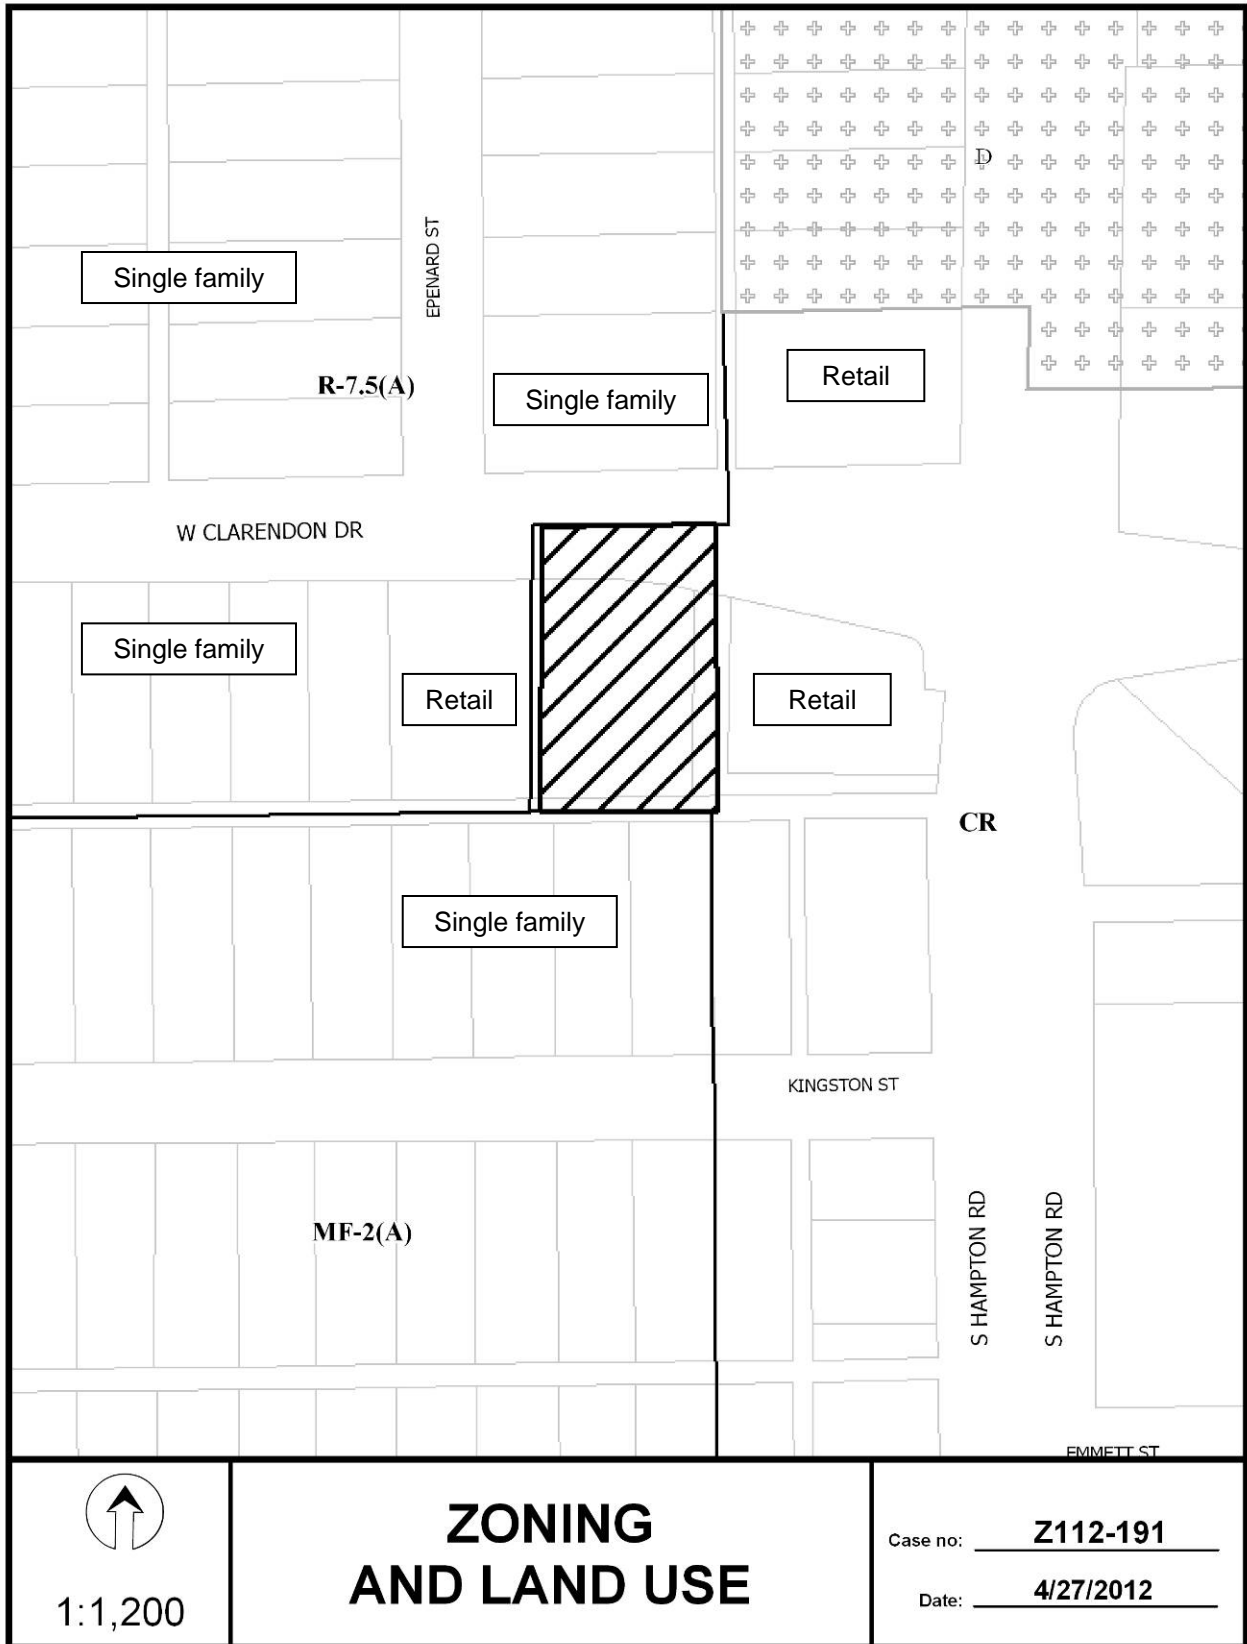 D
EPENARD ST
Single family
Retail
R-7.5(A)
Single family
W CLARENDON DR
Single family
Retail
Retail
CR
Single family
KINGSTON ST
MF-2(A)
S HAMPTON RD
S HAMPTON RD
EMMETT ST
1:1,200
ZONING
AND LAND USE
Case no: Z112-191
Date: 4/27/2012